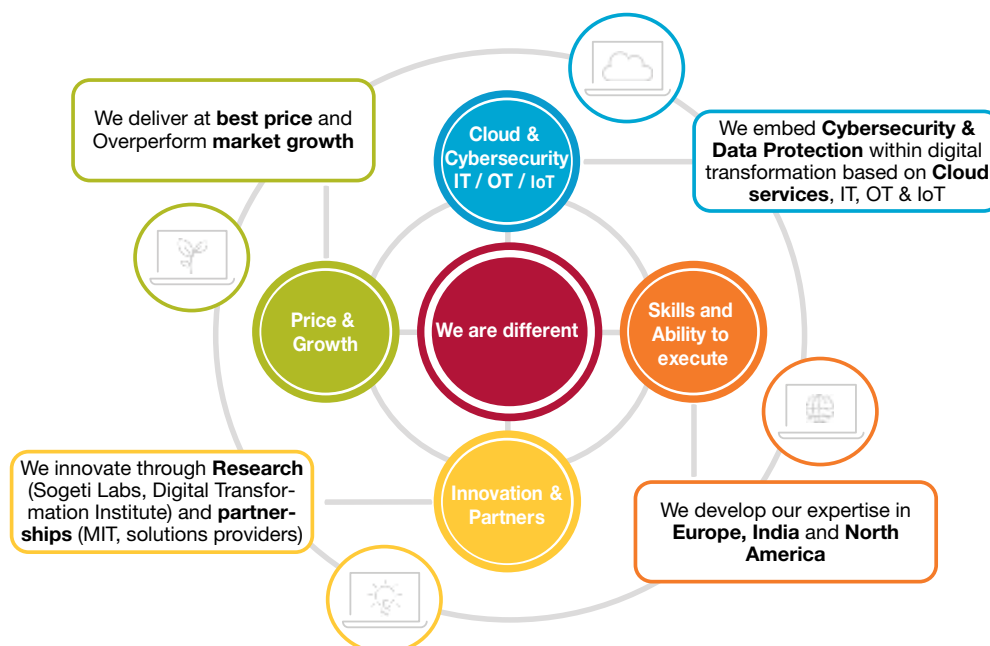 We deliver at best price and
Overperform market growth
Cloud &
Cybersecurity
IT / OT / IoT
We embed Cybersecurity &
Data Protection within digital
transformation based on Cloud
services, IT, OT & IoT
Price &
Growth
We are different
Skills and
Ability to
execute
We innovate through Research
(Sogeti Labs, Digital Transfor-
mation Institute) and partner-
ships (MIT, solutions providers)
Innovation &
Partners
We develop our expertise in
Europe, India and North
America